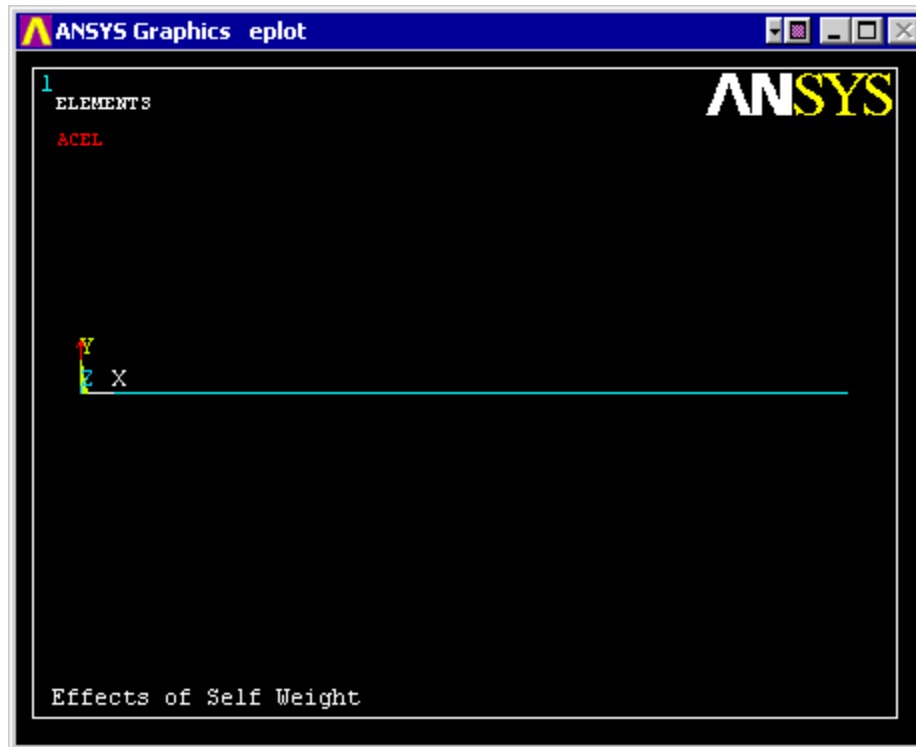 ANSYS Graphics eplot
1
ANSYS
ELEMENTS
ACEL
Y
Z X
Effects of Self Weight